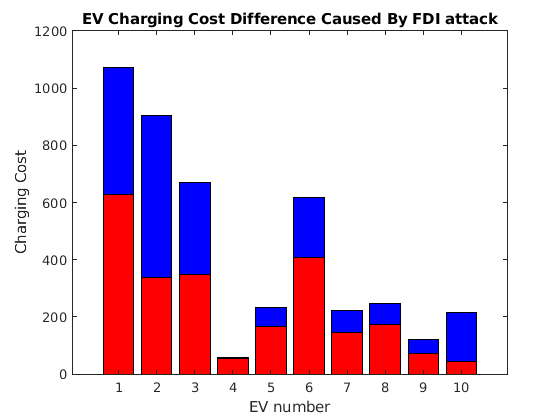 EV Charging Cost Difference Caused By FDI attack
1200
1000
800
600
400
200
0
Charging Cost
1 2 3 4 5 6 7 8 9 10
EV number